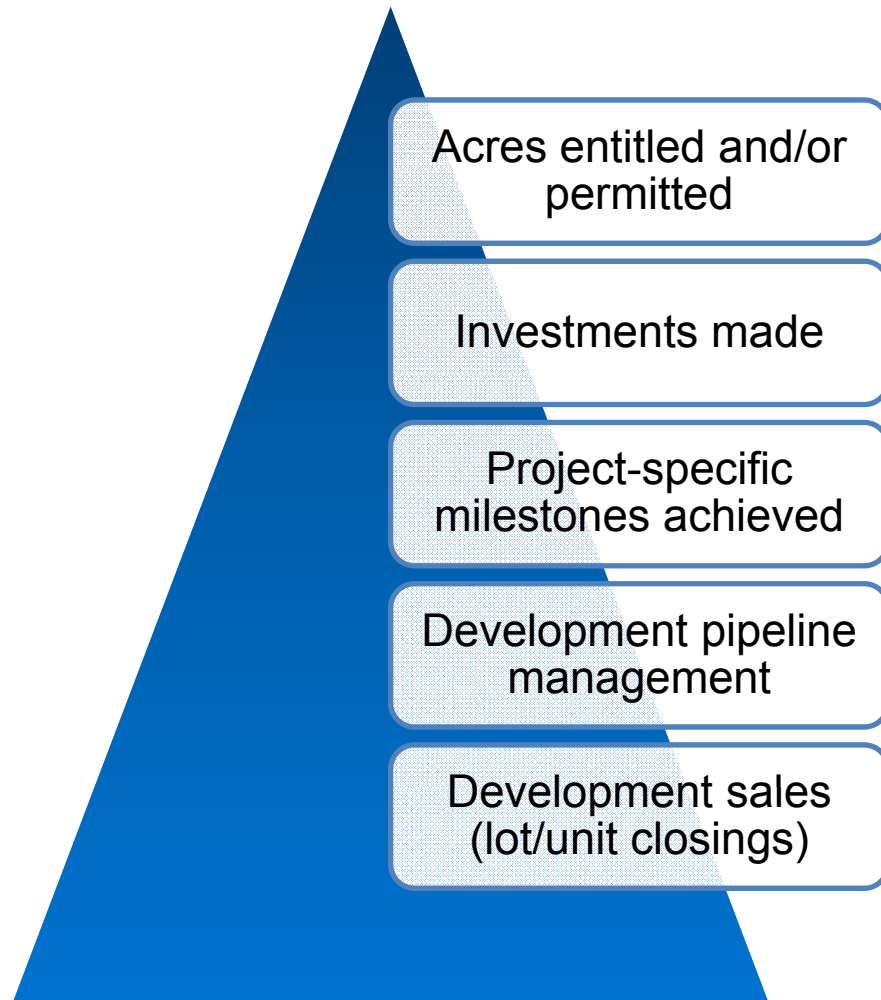 Acres entitled and/or
permitted
Investments made
Project-specific
milestones achieved
Development pipeline
management
Development sales
(lot/unit closings)